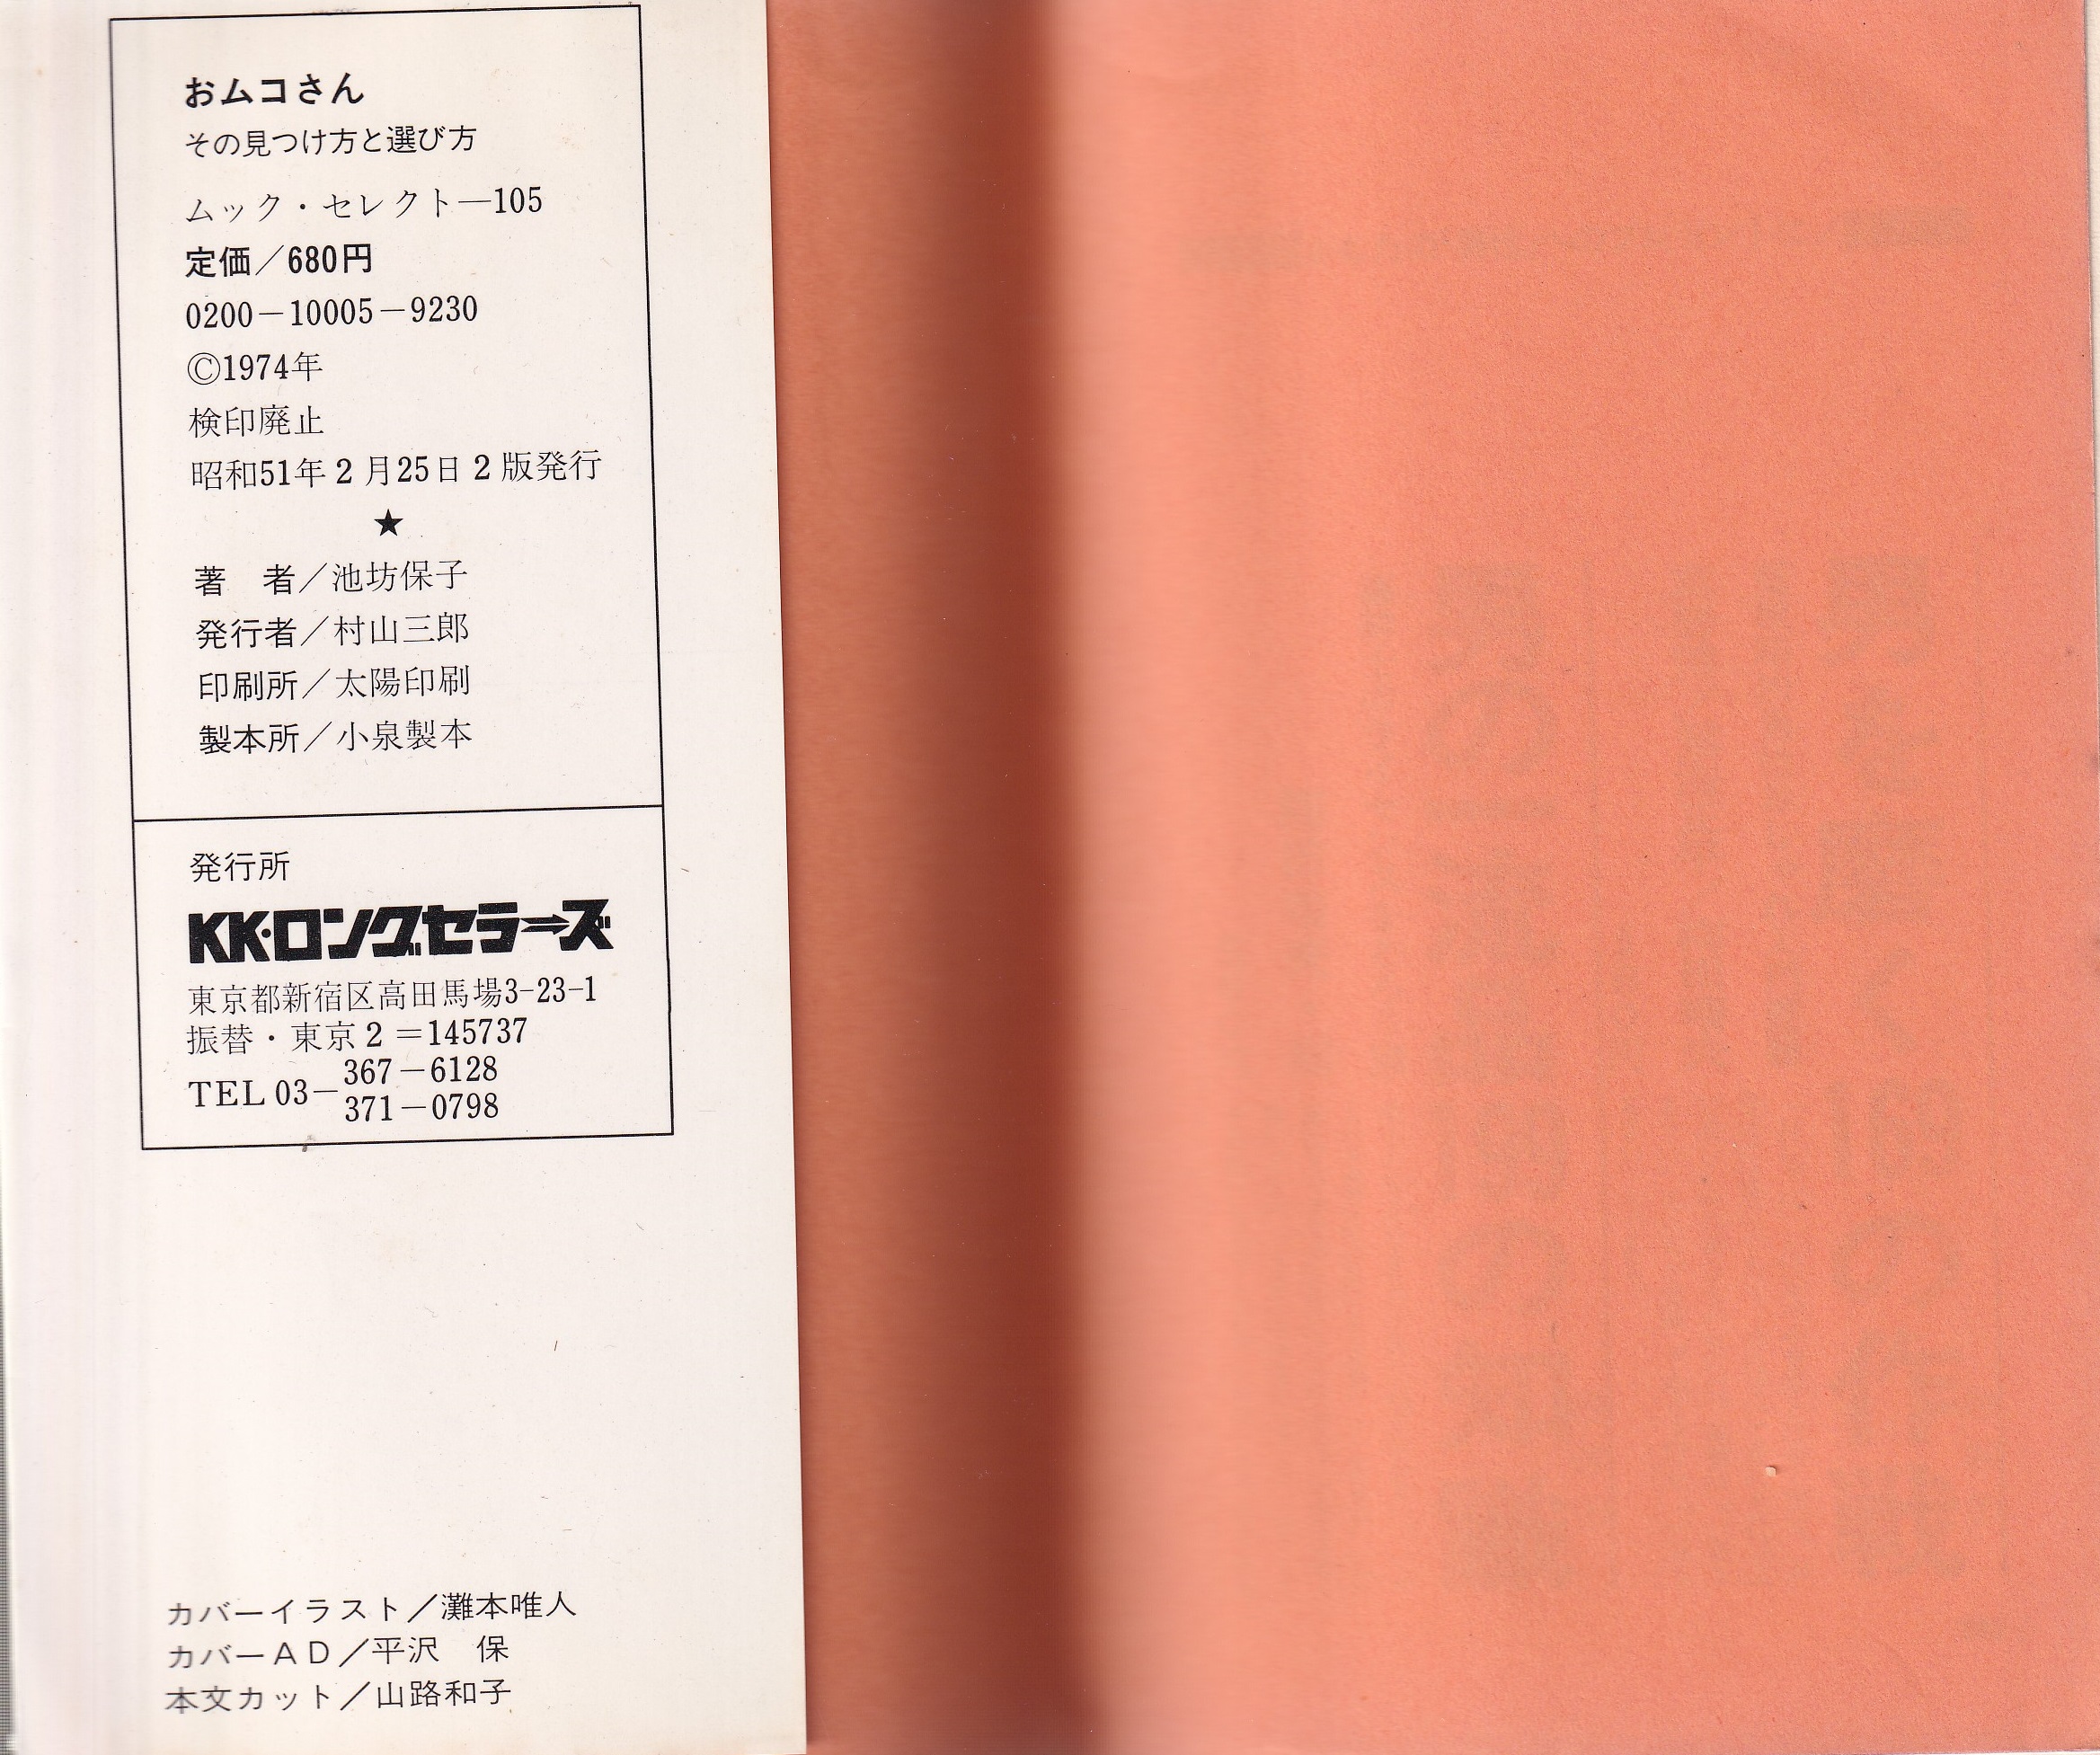 おムコさん
その見つけ方と選び方
ムック・セレクト―105
定価／680円
0200－10005－9230
©1974年
検印廃止
昭和51年2月25日2版発行
★
著　者／池坊保子
発行者／村山三郎
印刷所／太陽印刷
製本所／小泉製本
発行所
KK・ロングセラーズ
東京都新宿区高田馬場3-23-1
振替・東京2＝145737
TEL 03－367－6128
371－0798
カバーイラスト／灘本唯人
カバーAD／平沢　保
本文カット／山路和子